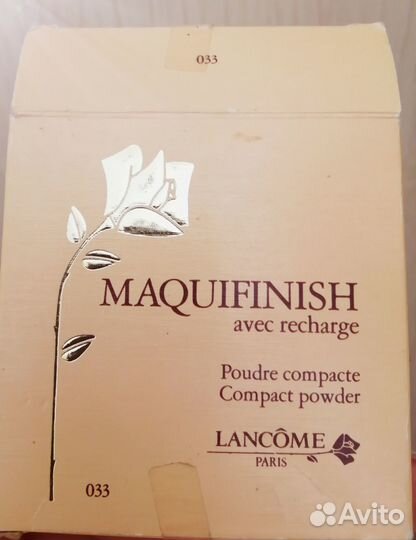 033
MAQUIFINISH
avec recharge
Poudre compacte
Compact powder
LANCÔME
PARIS
033
Avito